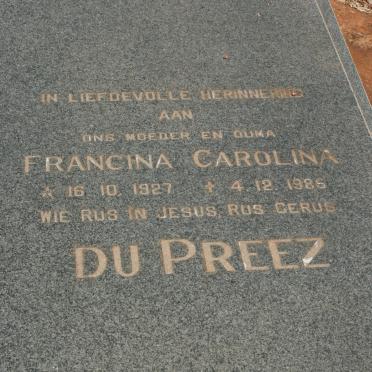 IN LIEFDEVOLLE HERINNERING
AAN
ONS MOEDER EN OUMA
FRANCINA CAROLINA
☆ 16.10.1927 ✝ 4.12.1986
WIE RUS IN JESUS, RUS GERUS
DU PREEZ